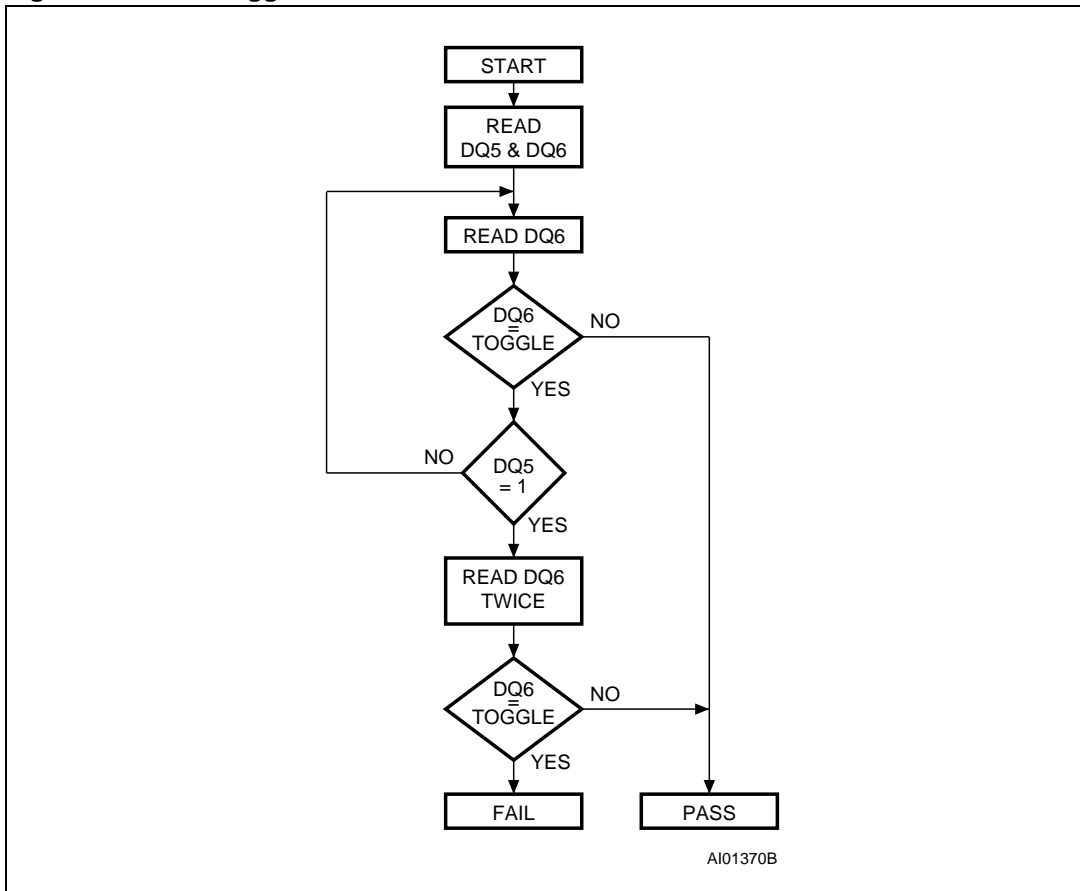 START
READ
DQ5 & DQ6
READ DQ6
DQ6
=
TOGGLE
NO
YES
NO
DQ5
= 1
YES
READ DQ6
TWICE
DQ6
=
TOGGLE
NO
YES
FAIL
PASS
AI01370B